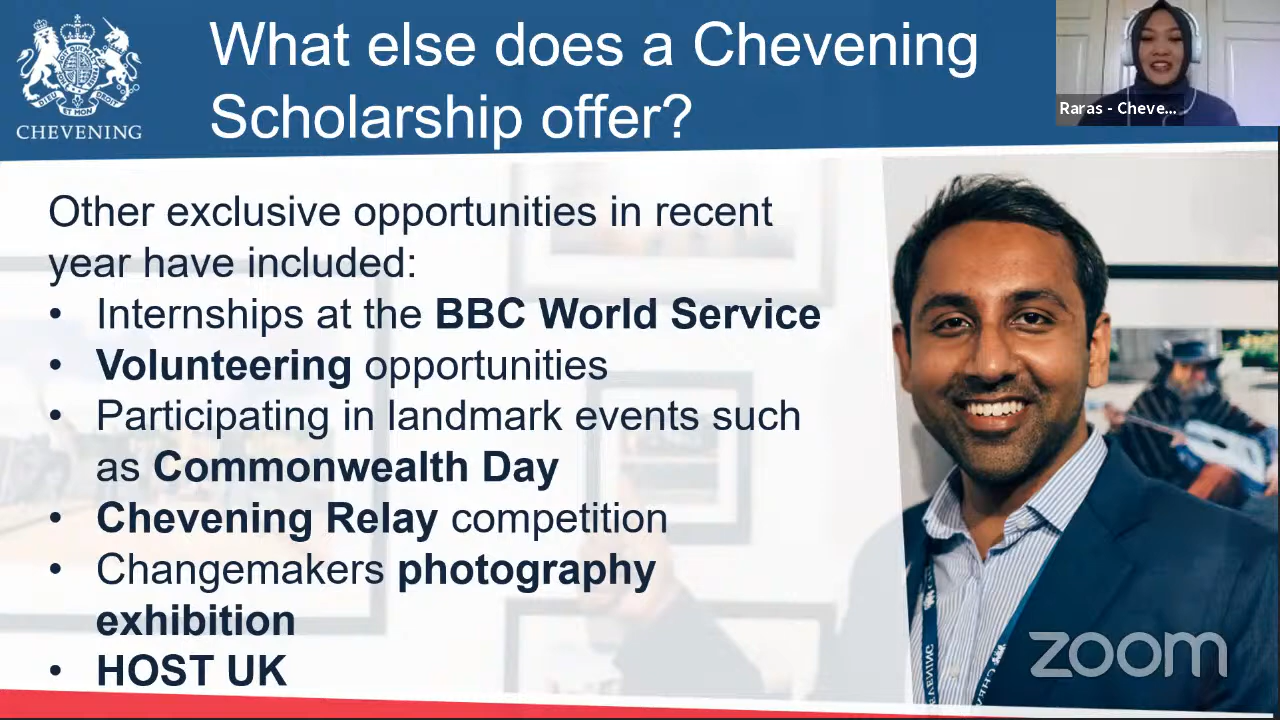 What else does a Chevening
Scholarship offer?
CHEVENING
Raras - Cheve...
Other exclusive opportunities in recent
year have included:
• Internships at the BBC World Service
• Volunteering opportunities
• Participating in landmark events such
as Commonwealth Day
• Chevening Relay competition
• Changemakers photography
exhibition
• HOST UK
zoom